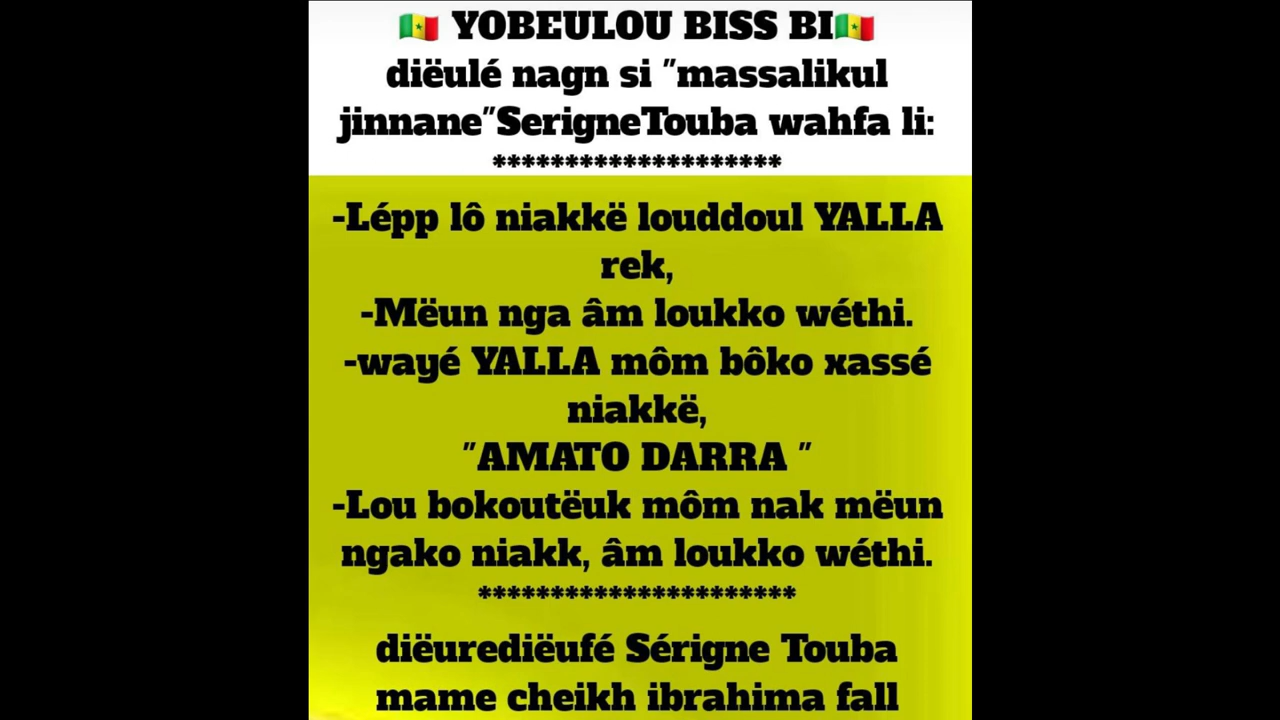 🇸🇳 YOBEULOU BISS BI🇸🇳
diëulé nagn si "massalikul
jinnane"SerigneTouba wahfa li:
********************
-Lépp lô niakkë louddoul YALLA
rek,
-Mëun nga âm loukko wéthi.
-wayé YALLA môm bôko xassé
niakkë,
"AMATO DARRA "
-Lou bokoutëuk môm nak mëun
ngako niakk, âm loukko wéthi.
**********************
diëurediëufé Sérigne Touba
mame cheikh ibrahima fall